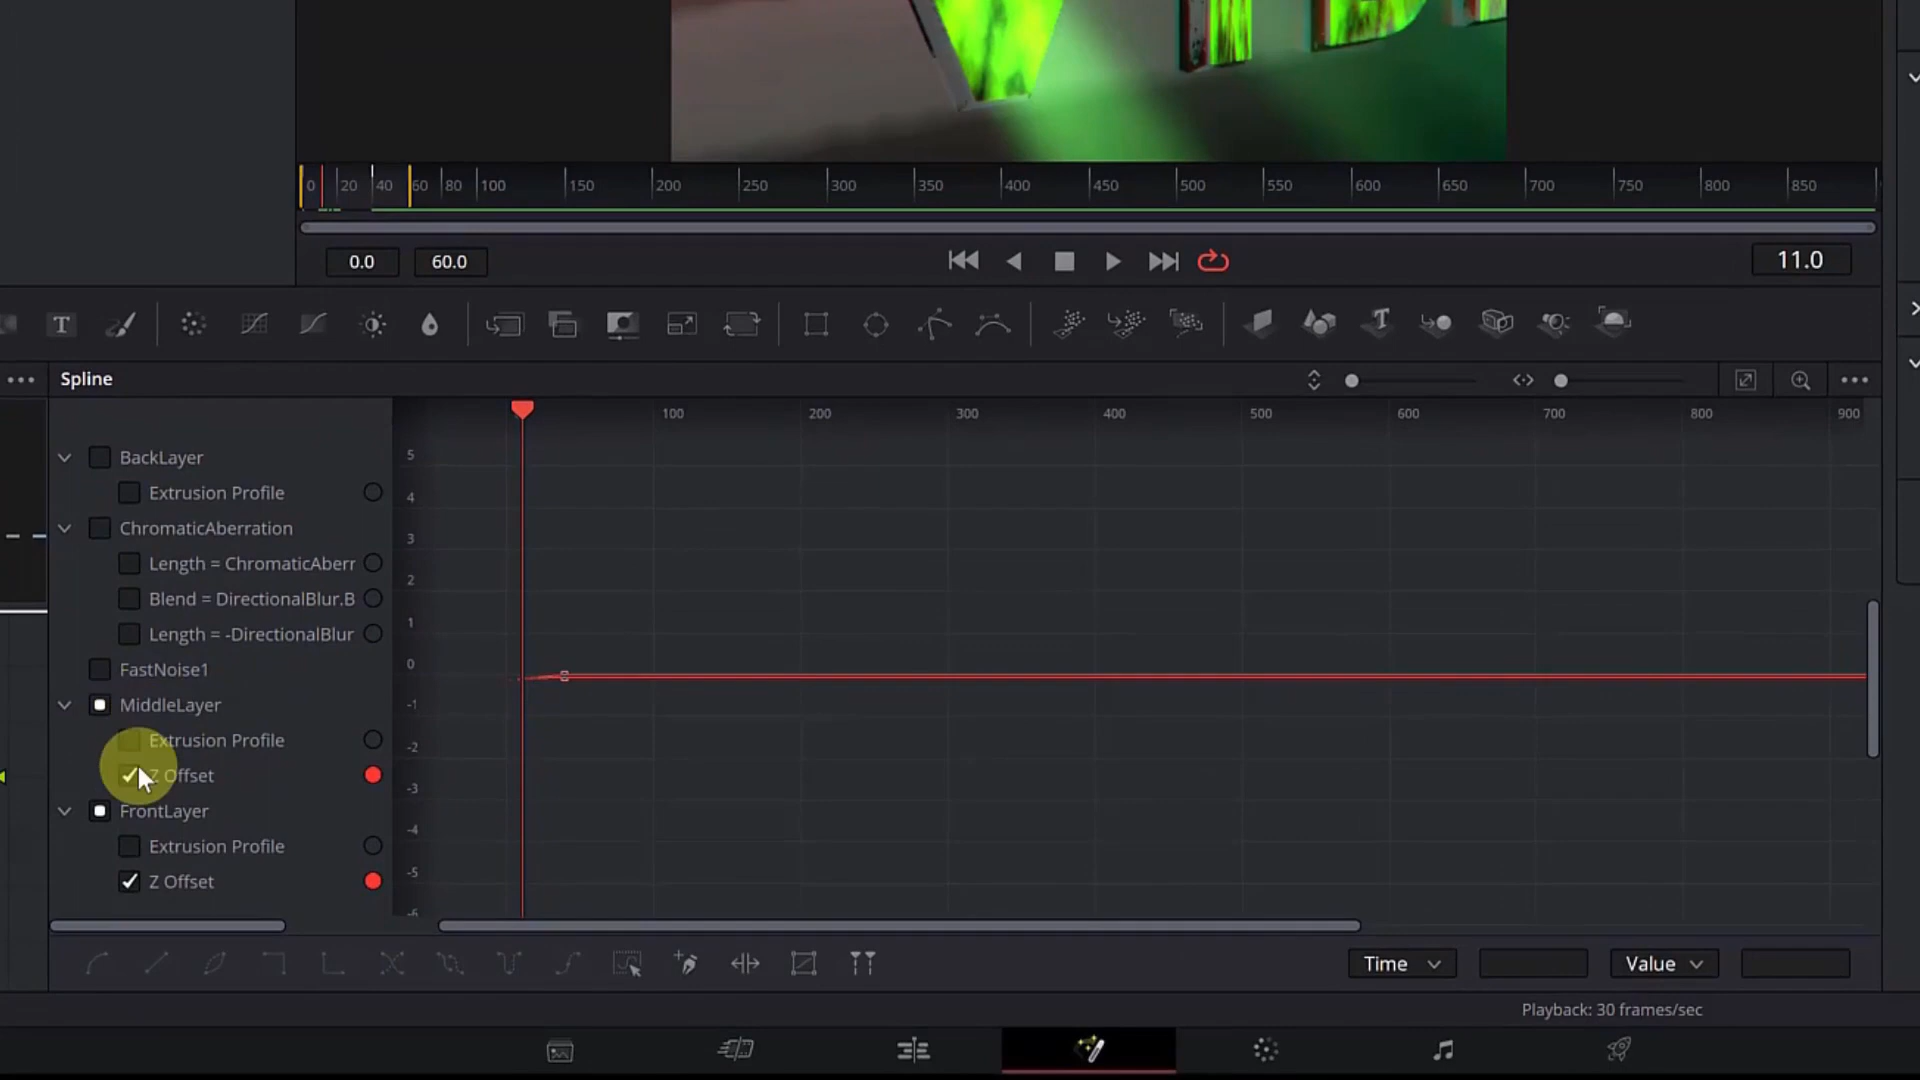 0 20 40 60 80 100 150 200 250 300 350 400 450 500 550 600 650 700 750 800 850
0.0 60.0 11.0
T
Spline
100 200 300 400 500 600 700 800 900
BackLayer
Extrusion Profile
ChromaticAberration
Length = ChromaticAberr
Blend = DirectionalBlur.B
Length = -DirectionalBlur
FastNoise1
MiddleLayer
Extrusion Profile
Z Offset
FrontLayer
Extrusion Profile
Z Offset
5
4
3
2
1
0
-1
-2
-3
-4
-5
-6
Time Value
Playback: 30 frames/sec